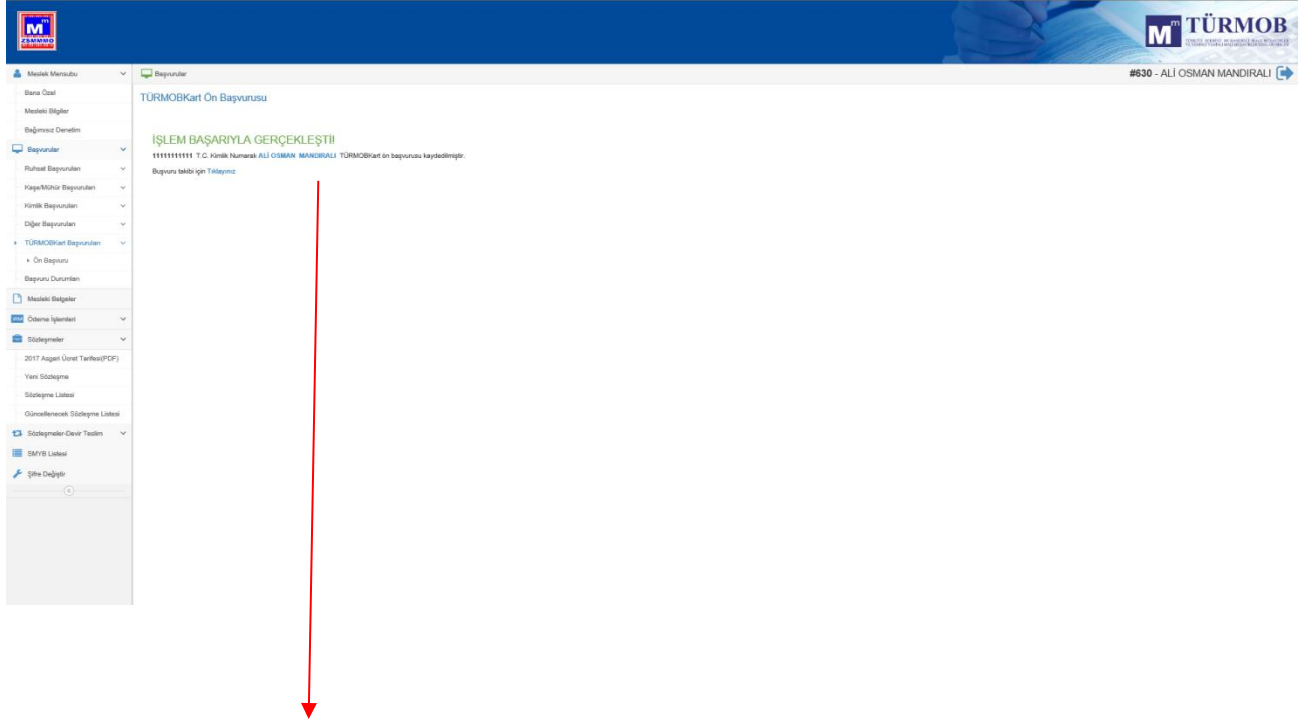 M m
ZSMMMO
M m TÜRMOB
Meslek Mensubu
Bana Özel
Mesleki Bilgiler
Bağımsız Denetim
Başvurular
Ruhsat Başvuruları
Kaşe/Mühür Başvuruları
Kimlik Başvuruları
Diğer Başvuruları
TÜRMOBKart Başvuruları
Ön Başvuru
Başvuru Durumları
Mesleki Belgeler
Ödeme İşlemleri
Sözleşmeler
2017 Asgari Ücret Tarifesi(PDF)
Yeni Sözleşme
Sözleşme Listesi
Güncellenecek Sözleşme Listesi
Sözleşmeler-Devir Teslim
SMYB Listesi
Şifre Değiştir
Başvurular
#630 - ALİ OSMAN MANDIRALI
TÜRMOBKart Ön Başvurusu
İŞLEM BAŞARIYLA GERÇEKLEŞTİ!
11111111111 T.C. Kimlik Numaralı ALİ OSMAN MANDIRALI TÜRMOBKart ön başvurusu kaydedilmiştir.
Buşvuru takibi için Tıklayınız